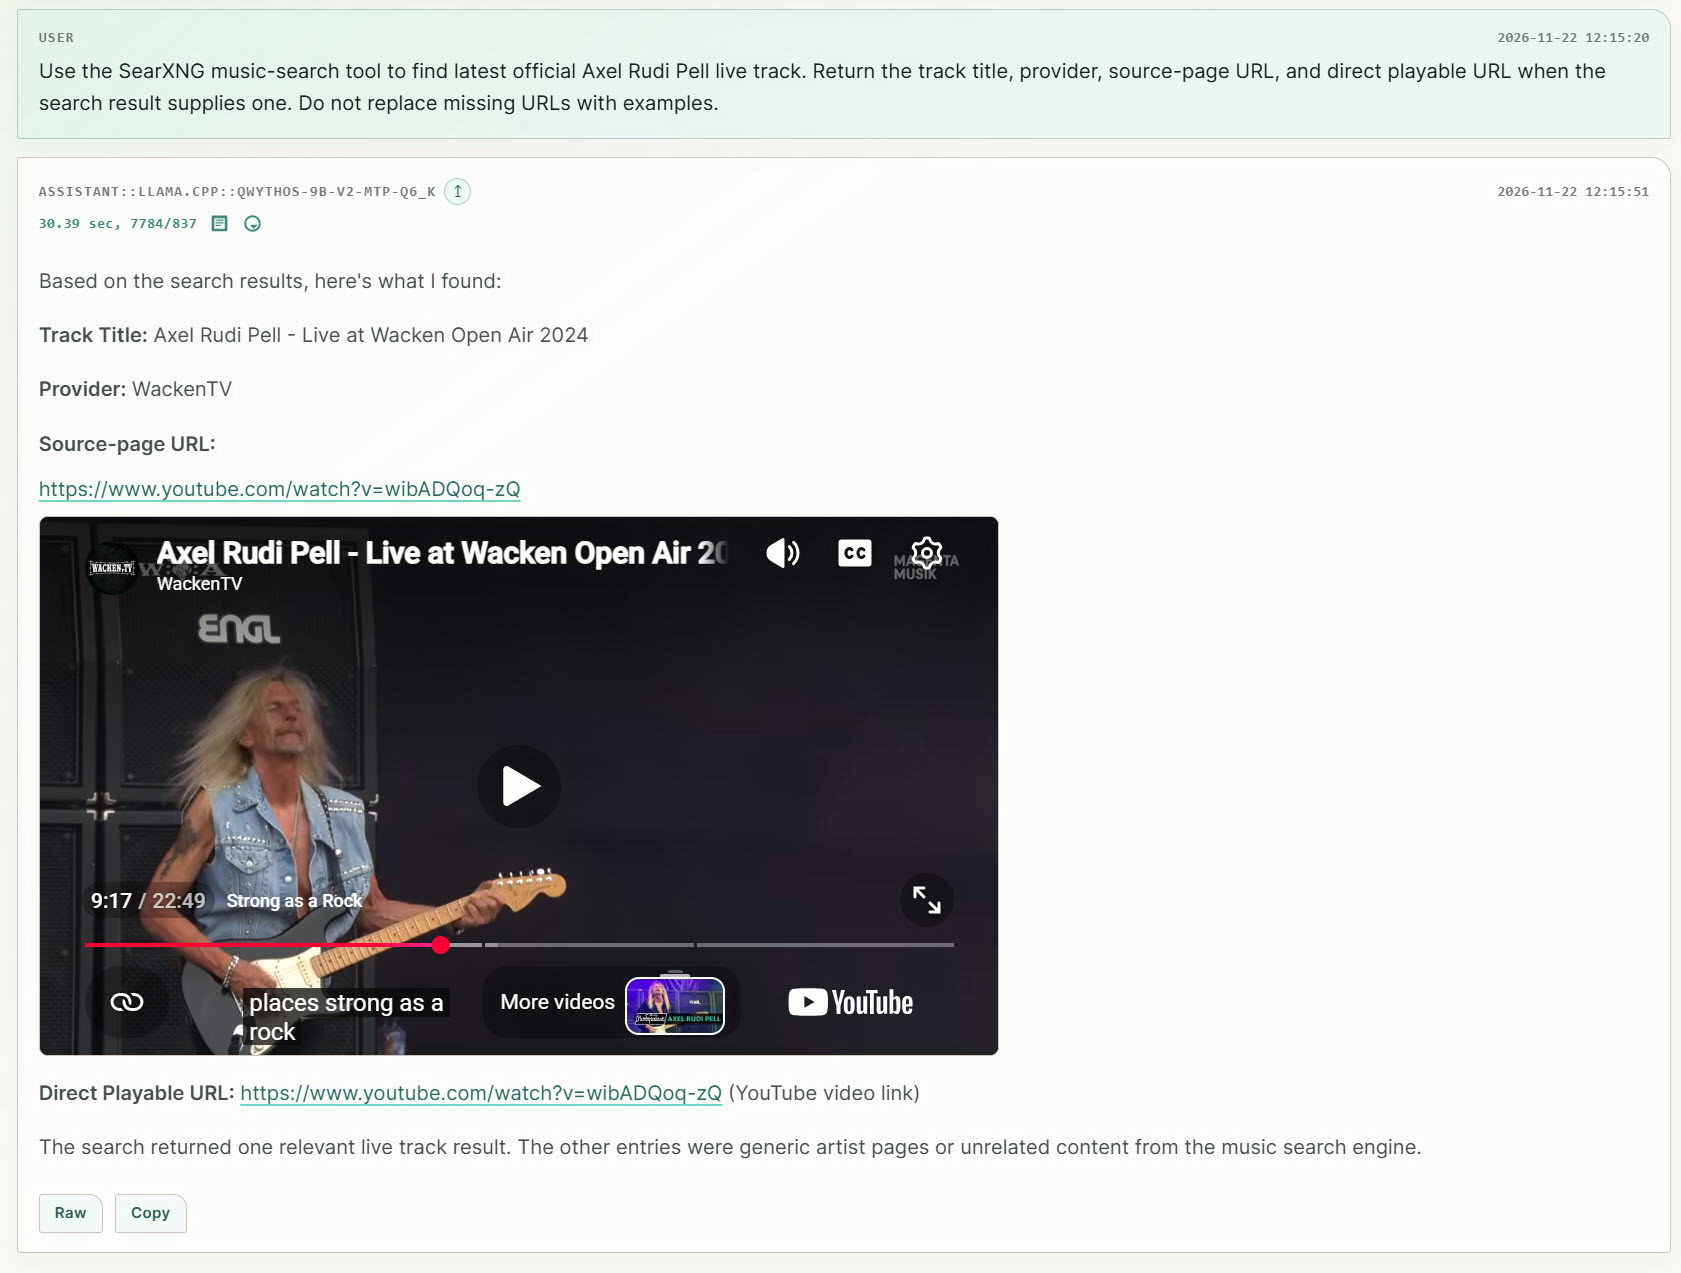 USER
2026-11-22 12:15:20
Use the SearXNG music-search tool to find latest official Axel Rudi Pell live track. Return the track title, provider, source-page URL, and direct playable URL when the
search result supplies one. Do not replace missing URLs with examples.
ASSISTANT::LLAMA.CPP::QWYTHOS-9B-V2-MTP-Q6_K
2026-11-22 12:15:51
30.39 sec, 7784/837
Based on the search results, here's what I found:
Track Title: Axel Rudi Pell - Live at Wacken Open Air 2024
Provider: WackenTV
Source-page URL:
https://www.youtube.com/watch?v=wibADQoq-zQ
Axel Rudi Pell - Live at Wacken Open Air 20
CC
WACKEN.TV
W:O:A
WackenTV
MAGENTA
MUSIK
ENGL
9:17 / 22:49 Strong as a Rock
places strong as a
rock
More videos
AXEL RUDI PELL
YouTube
Direct Playable URL: https://www.youtube.com/watch?v=wibADQoq-zQ (YouTube video link)
The search returned one relevant live track result. The other entries were generic artist pages or unrelated content from the music search engine.
Raw
Copy